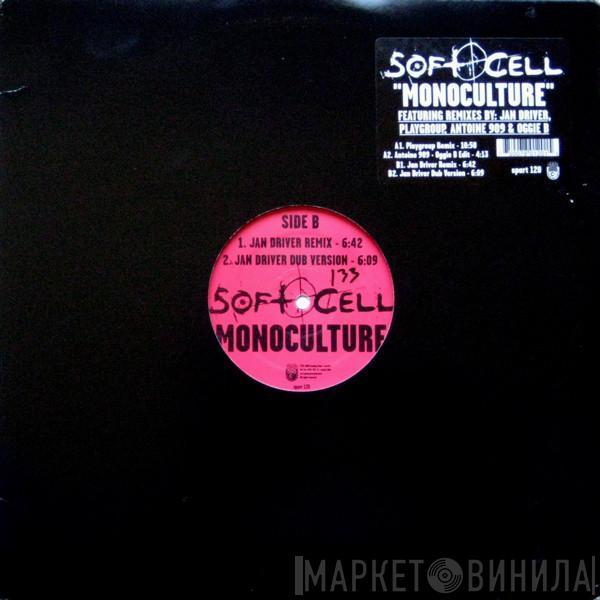 SOFT CELL
"MONOCULTURE"
FEATURING REMIXES BY: JAN DRIVER,
PLAYGROUP, ANTOINE 909 & OGGIE B
A1. Playgroup Remix - 10:50
A2. Antoine 909 - Oggie B Edit - 4:13
B1. Jan Driver Remix - 6:42
B2. Jan Driver Dub Version - 6:09
spart 120
SIDE B
1. JAN DRIVER REMIX - 6:42
2. JAN DRIVER DUB VERSION - 6:09
133
SOFT CELL
MONOCULTURE
spart 120
МАРКЕТ ВИНИЛА